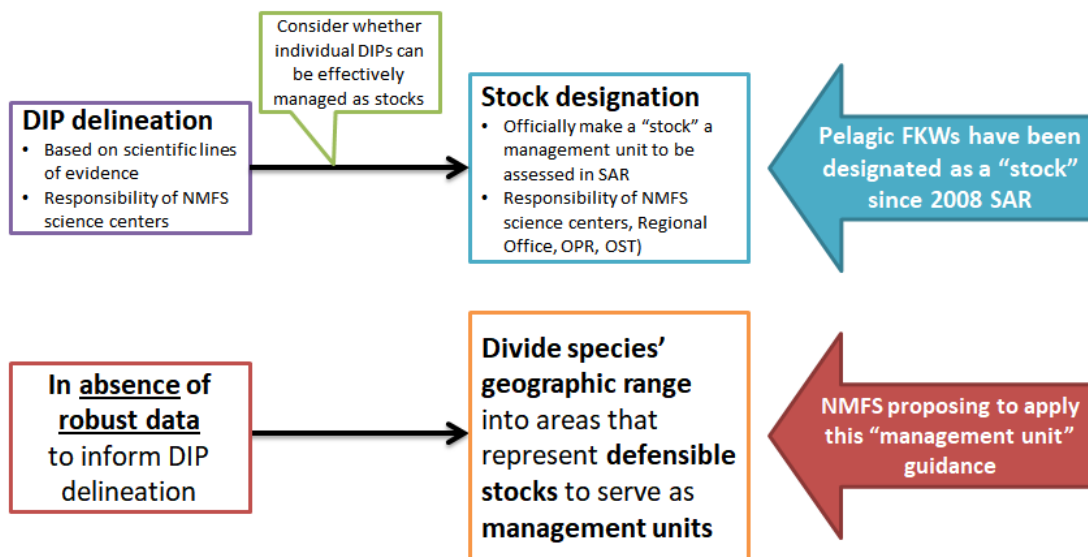 Consider whether
individual DIPs can
be effectively
managed as stocks
DIP delineation
• Based on scientific lines
of evidence
• Responsibility of NMFS
science centers
Stock designation
• Officially make a “stock” a
management unit to be
assessed in SAR
• Responsibility of NMFS
science centers, Regional
Office, OPR, OST)
Pelagic FKWs have been
designated as a “stock”
since 2008 SAR
In absence of
robust data
to inform DIP
delineation
Divide species’
geographic range
into areas that
represent defensible
stocks to serve as
management units
NMFS proposing to apply
this “management unit”
guidance